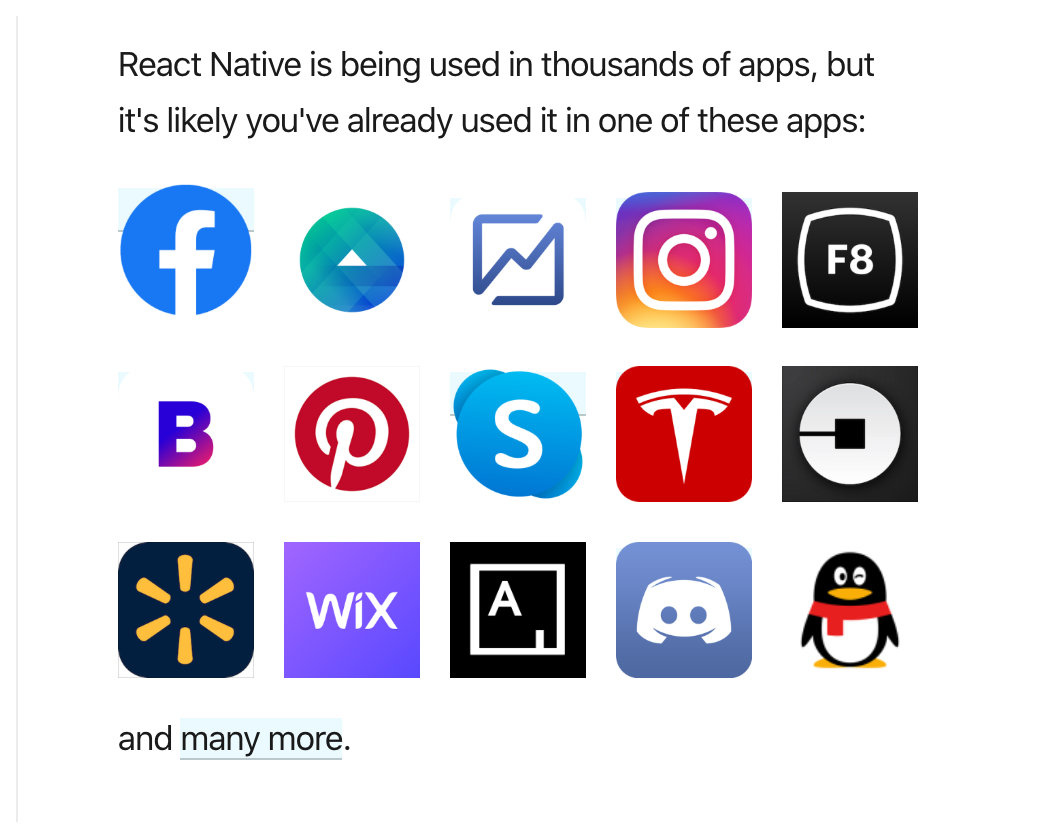 React Native is being used in thousands of apps, but
it's likely you've already used it in one of these apps:
f
F8
B
S
T
WiX
A
and many more.